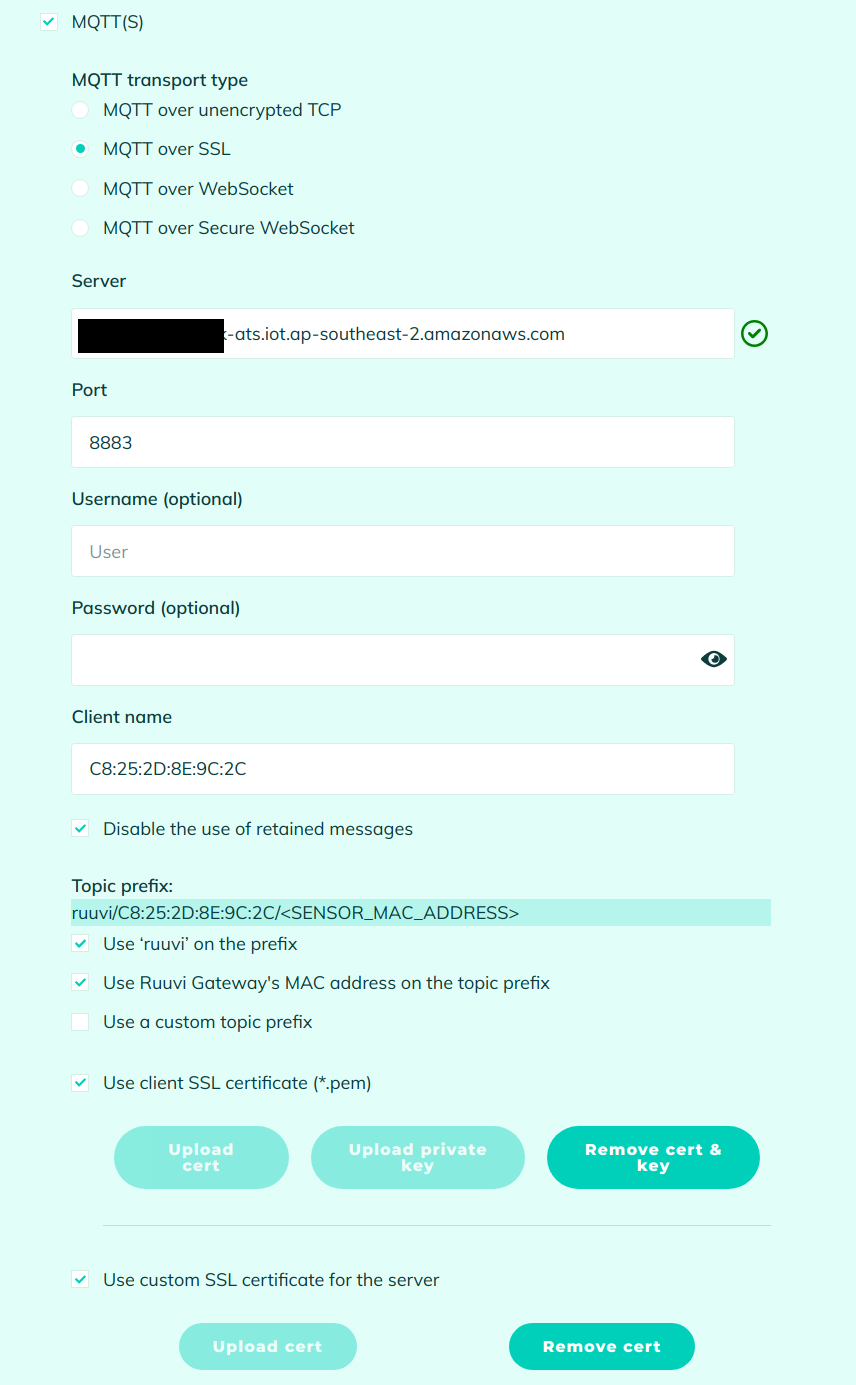 MQTT(S)
MQTT transport type
MQTT over unencrypted TCP
MQTT over SSL
MQTT over WebSocket
MQTT over Secure WebSocket
Server
-ats.iot.ap-southeast-2.amazonaws.com
Port
8883
Username (optional)
User
Password (optional)
Client name
C8:25:2D:8E:9C:2C
Disable the use of retained messages
Topic prefix:
ruuvi/C8:25:2D:8E:9C:2C/<SENSOR_MAC_ADDRESS>
Use ‘ruuvi’ on the prefix
Use Ruuvi Gateway's MAC address on the topic prefix
Use a custom topic prefix
Use client SSL certificate (*.pem)
Upload
cert
Upload private
key
Remove cert &
key
Use custom SSL certificate for the server
Upload cert
Remove cert